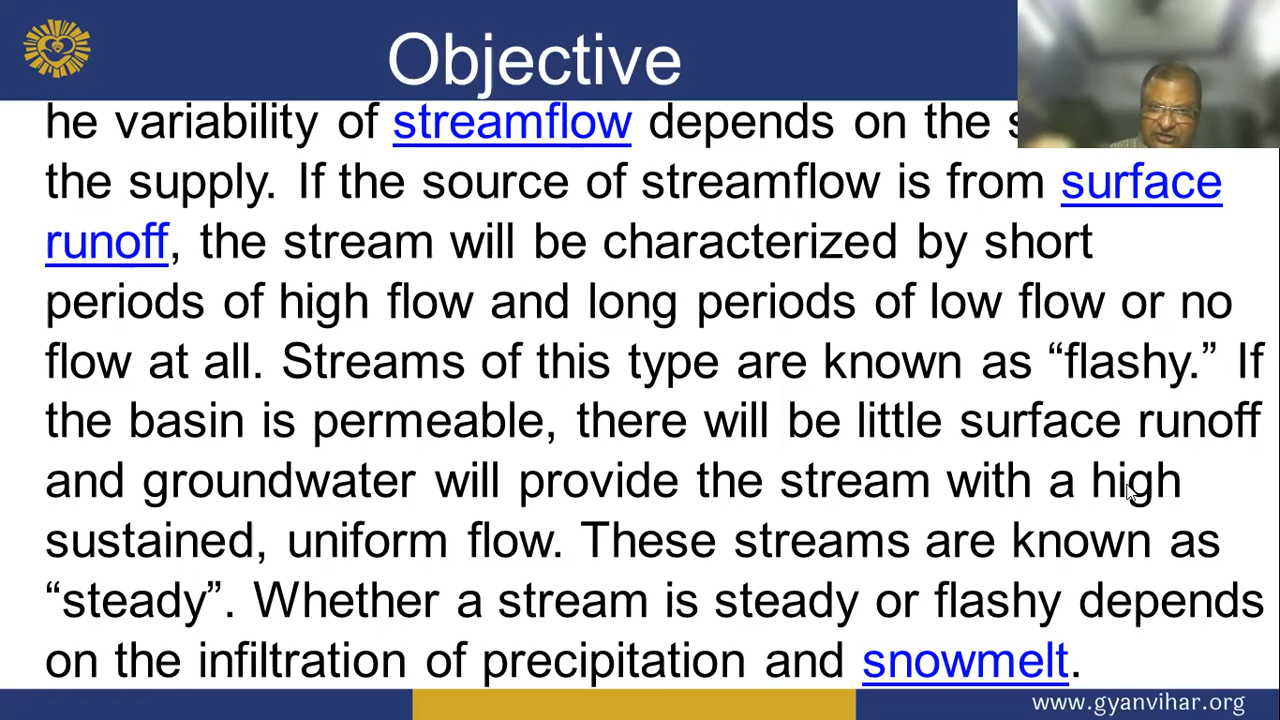 Objective
he variability of streamflow depends on the
the supply. If the source of streamflow is from surface
runoff, the stream will be characterized by short
periods of high flow and long periods of low flow or no
flow at all. Streams of this type are known as “flashy.” If
the basin is permeable, there will be little surface runoff
and groundwater will provide the stream with a high
sustained, uniform flow. These streams are known as
“steady”. Whether a stream is steady or flashy depends
on the infiltration of precipitation and snowmelt.
www.gyanvihar.org